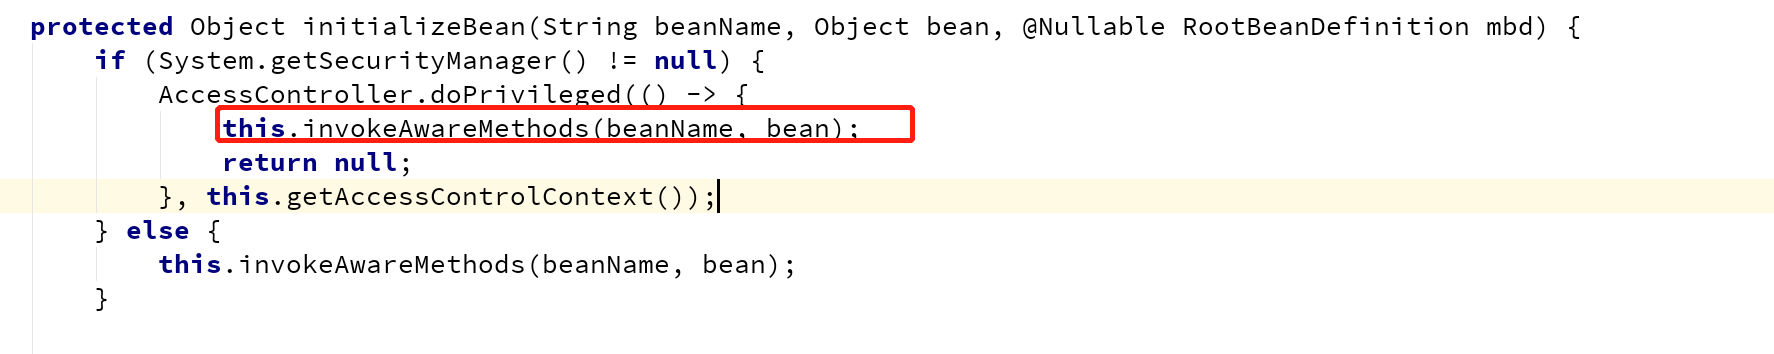 protected Object initializeBean(String beanName, Object bean, @Nullable RootBeanDefinition mbd) {
if (System.getSecurityManager() != null) {
AccessController.doPrivileged(() -> {
this.invokeAwareMethods(beanName, bean);
return null;
}, this.getAccessControlContext());
} else {
this.invokeAwareMethods(beanName, bean);
}